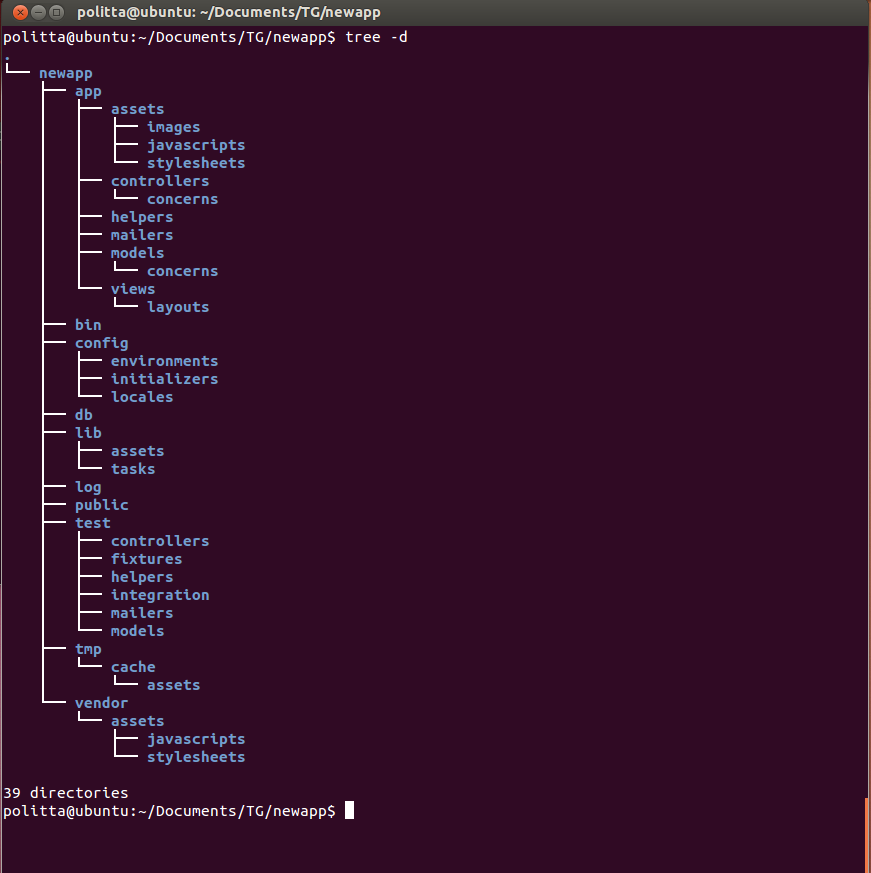 politta@ubuntu: ~/Documents/TG/newapp
politta@ubuntu:~/Documents/TG/newapp$ tree -d
.
└── newapp
    ├── app
    │   ├── assets
    │   │   ├── images
    │   │   ├── javascripts
    │   │   └── stylesheets
    │   ├── controllers
    │   │   └── concerns
    │   ├── helpers
    │   ├── mailers
    │   ├── models
    │   │   └── concerns
    │   └── views
    │       └── layouts
    ├── bin
    ├── config
    │   ├── environments
    │   ├── initializers
    │   └── locales
    ├── db
    ├── lib
    │   ├── assets
    │   └── tasks
    ├── log
    ├── public
    ├── test
    │   ├── controllers
    │   ├── fixtures
    │   ├── helpers
    │   ├── integration
    │   ├── mailers
    │   └── models
    ├── tmp
    │   └── cache
    │       └── assets
    └── vendor
        └── assets
            ├── javascripts
            └── stylesheets
39 directories
politta@ubuntu:~/Documents/TG/newapp$